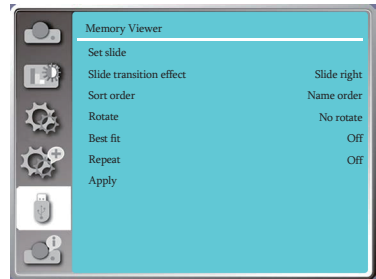 Memory Viewer
Set slide
Slide transition effect Slide right
Sort order Name order
Rotate No rotate
Best fit Off
Repeat Off
Apply